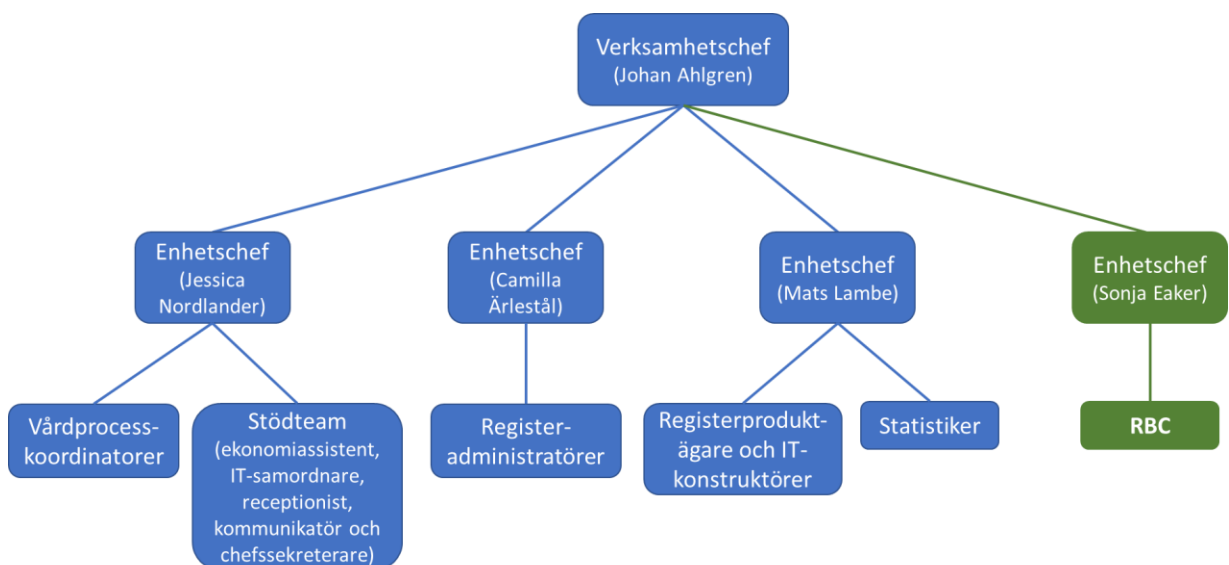 Verksamhetschef
(Johan Ahlgren)
Enhetschef
(Jessica
Nordlander)
Enhetschef
(Camilla
Ärlestål)
Enhetschef
(Mats Lambe)
Enhetschef
(Sonja Eaker)
Vårdprocess-
koordinatorer
Stödteam
(ekonomiassistent,
IT-samordnare,
receptionist,
kommunikatör och
chefssekreterare)
Register-
administratörer
Registerprodukt-
ägare och IT-
konstruktörer
Statistiker
RBC